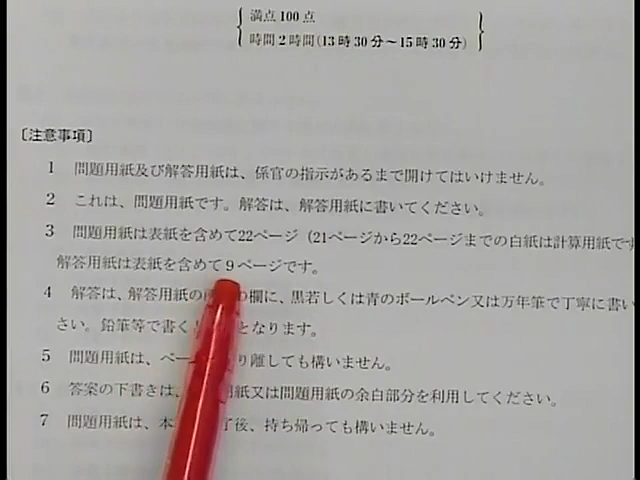 満点 100 点
時間 2 時間 (13 時 30 分～15 時 30 分)
〔注意事項〕
1 問題用紙及び解答用紙は、係官の指示があるまで開けてはいけません。
2 これは、問題用紙です。解答は、解答用紙に書いてください。
3 問題用紙は表紙を含めて22ページ（21ページから22ページまでの白紙は計算用紙です
解答用紙は表紙を含めて９ページです。
4 解答は、解答用紙の 欄に、黒若しくは青のボールペン又は万年筆で丁寧に書い
さい。鉛筆等で書く となります。
5 問題用紙は、ペー り離しても構いません。
6 答案の下書きは、 用紙又は問題用紙の余白部分を利用してください。
7 問題用紙は、本 了後、持ち帰っても構いません。